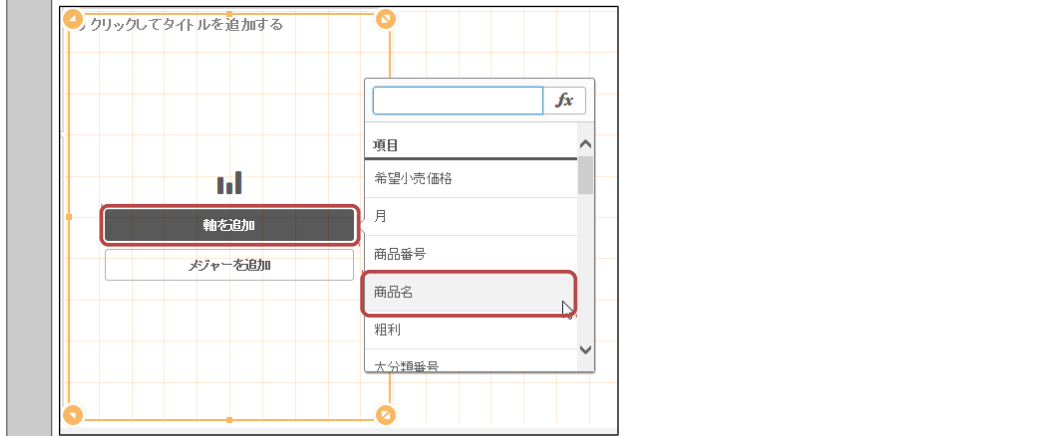 クリックしてタイトルを追加する
fx
項目
希望小売価格
月
軸を追加
商品番号
メジャーを追加
商品名
粗利
大分類番号